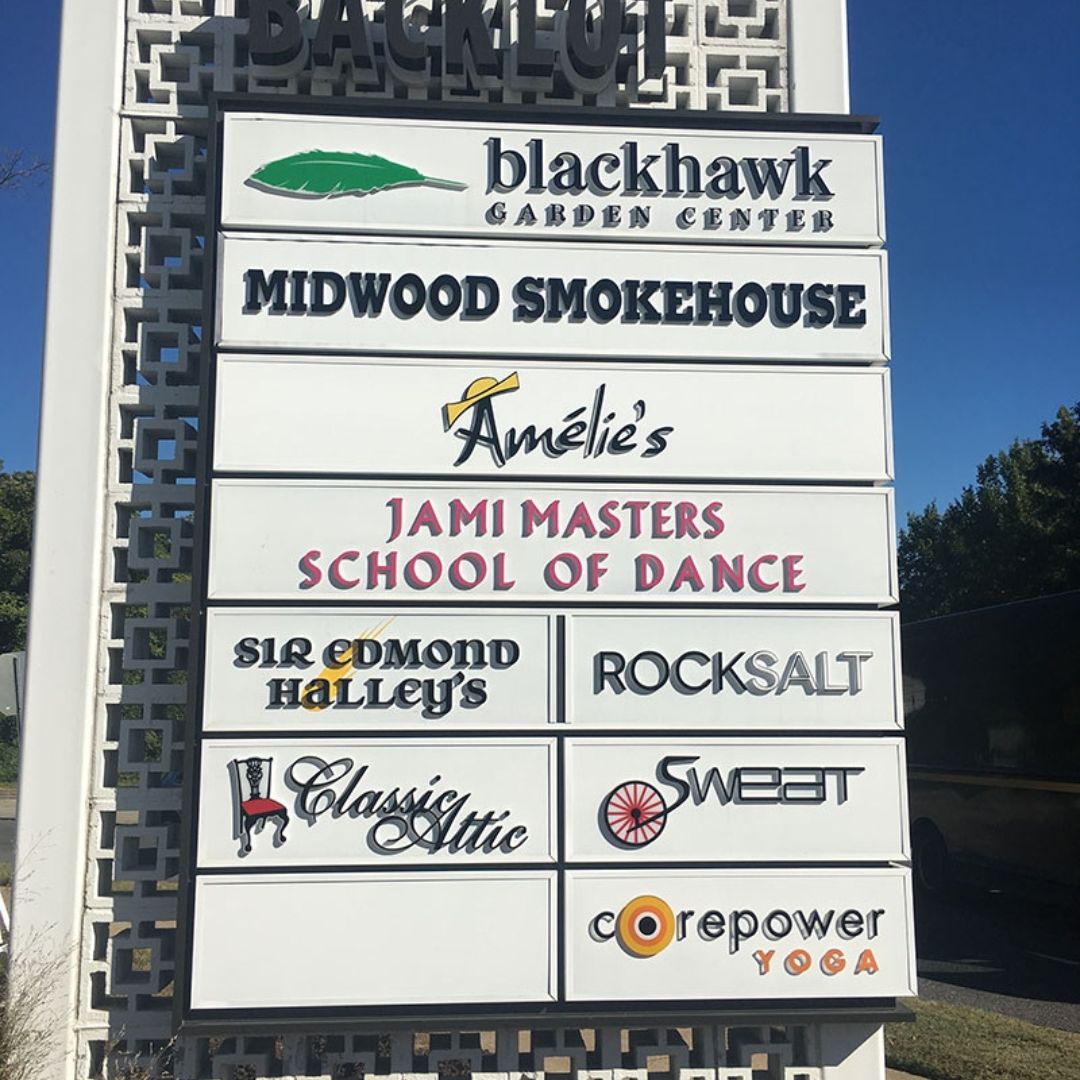 BACKLOT
blackhawk
GARDEN CENTER
MIDWOOD SMOKEHOUSE
Amélie's
JAMI MASTERS
SCHOOL OF DANCE
SIR EDMOND
HALLEY'S
ROCKSALT
Classic
Attic
SWEAT
corepower
YOGA